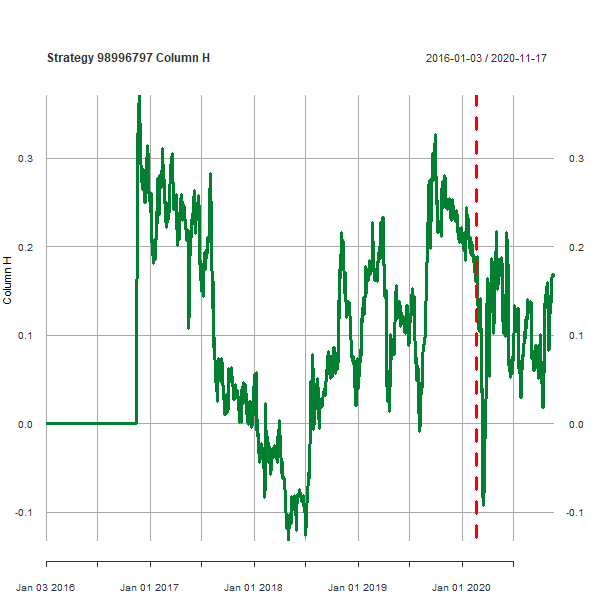 Strategy 98996797 Column H
2016-01-03 / 2020-11-17
0.3 0.3
0.2 0.2
Column H
0.1 0.1
0.0 0.0
-0.1 -0.1
Jan 03 2016 Jan 01 2017 Jan 01 2018 Jan 01 2019 Jan 01 2020